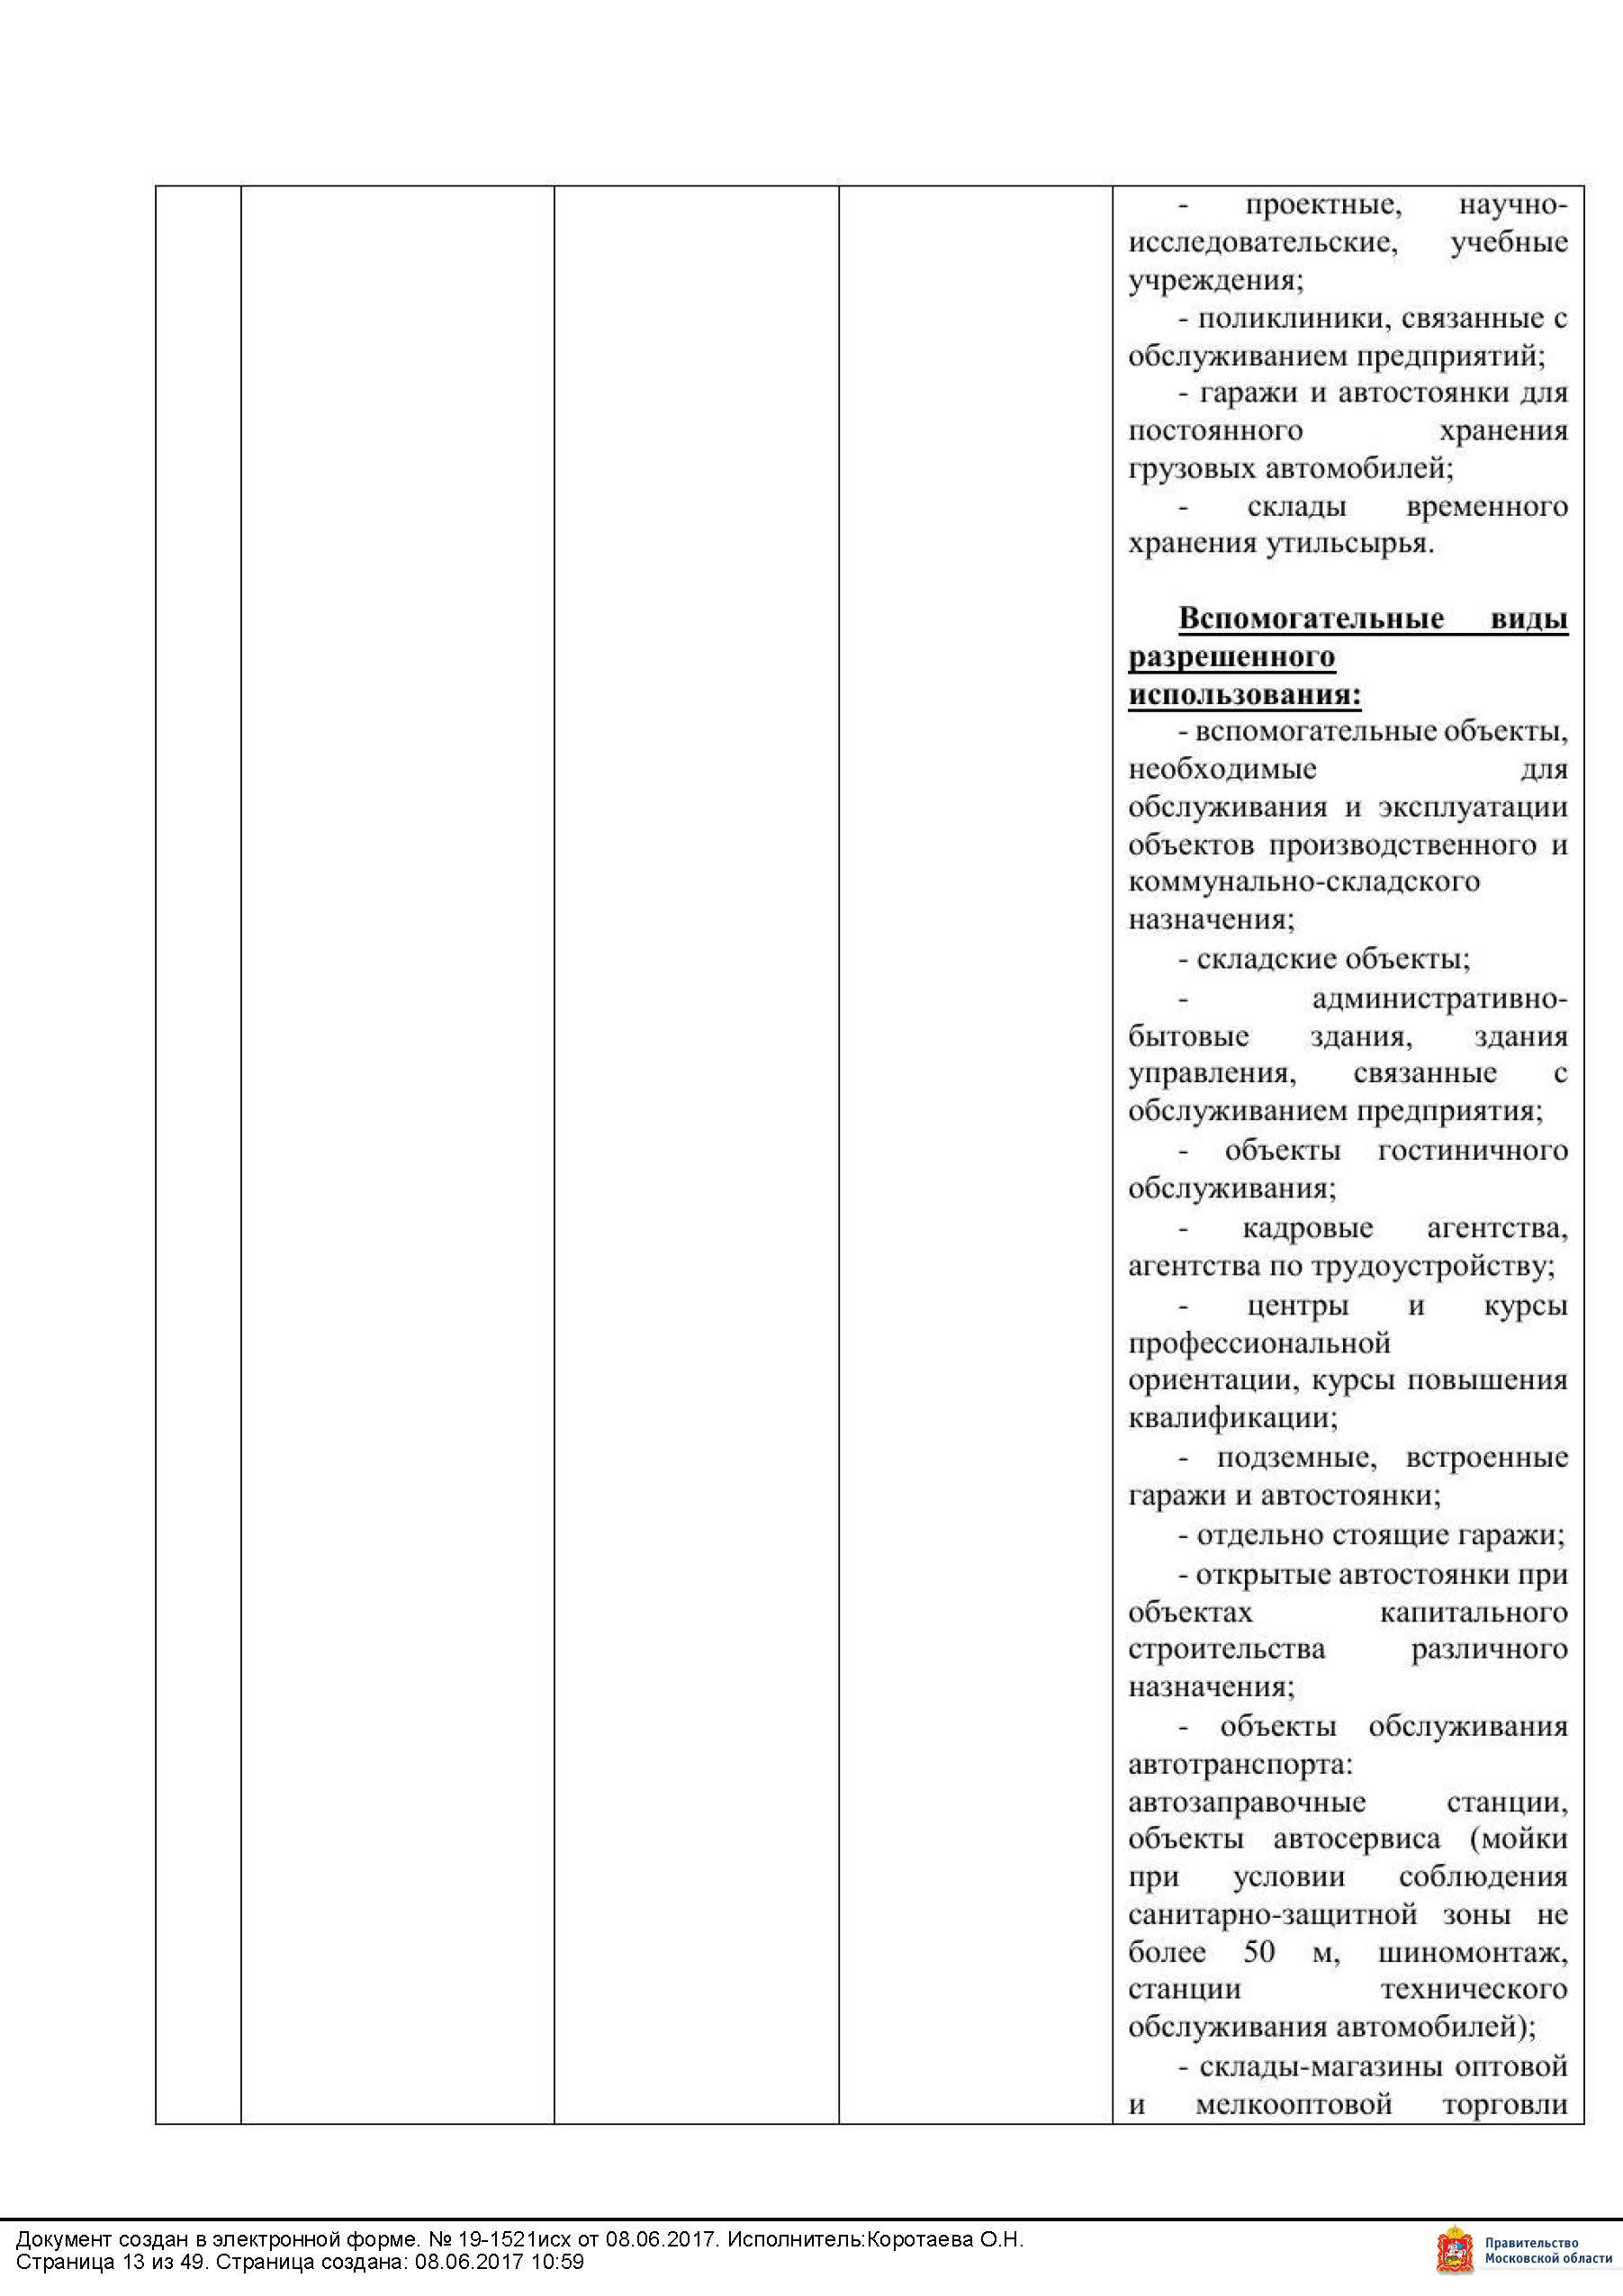 - проектные, научно-
исследовательские, учебные
учреждения;
- поликлиники, связанные с
обслуживанием предприятий;
- гаражи и автостоянки для
постоянного хранения
грузовых автомобилей;
- склады временного
хранения утильсырья.
Вспомогательные виды
разрешенного
использования:
- вспомогательные объекты,
необходимые для
обслуживания и эксплуатации
объектов производственного и
коммунально-складского
назначения;
- складские объекты;
- административно-
бытовые здания, здания
управления, связанные с
обслуживанием предприятия;
- объекты гостиничного
обслуживания;
- кадровые агентства,
агентства по трудоустройству;
- центры и курсы
профессиональной
ориентации, курсы повышения
квалификации;
- подземные, встроенные
гаражи и автостоянки;
- отдельно стоящие гаражи;
- открытые автостоянки при
объектах капитального
строительства различного
назначения;
- объекты обслуживания
автотранспорта:
автозаправочные станции,
объекты автосервиса (мойки
при условии соблюдения
санитарно-защитной зоны не
более 50 м, шиномонтаж,
станции технического
обслуживания автомобилей);
- склады-магазины оптовой
и мелкооптовой торговли
Документ создан в электронной форме. № 19-1521исх от 08.06.2017. Исполнитель:Коротаева О.Н.
Страница 13 из 49. Страница создана: 08.06.2017 10:59
Правительство
Московской области